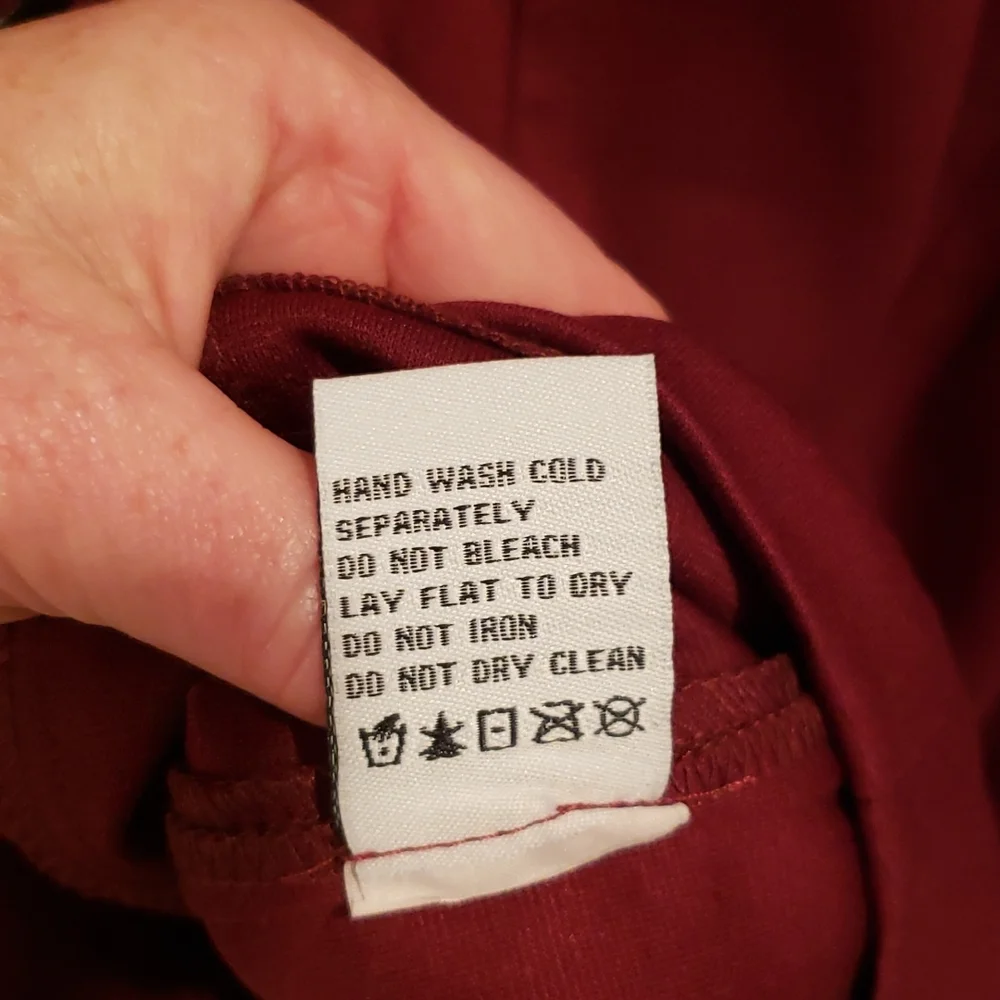 HAND WASH COLD
SEPARATELY
DO NOT BLEACH
LAY FLAT TO DRY
DO NOT IRON
DO NOT DRY CLEAN